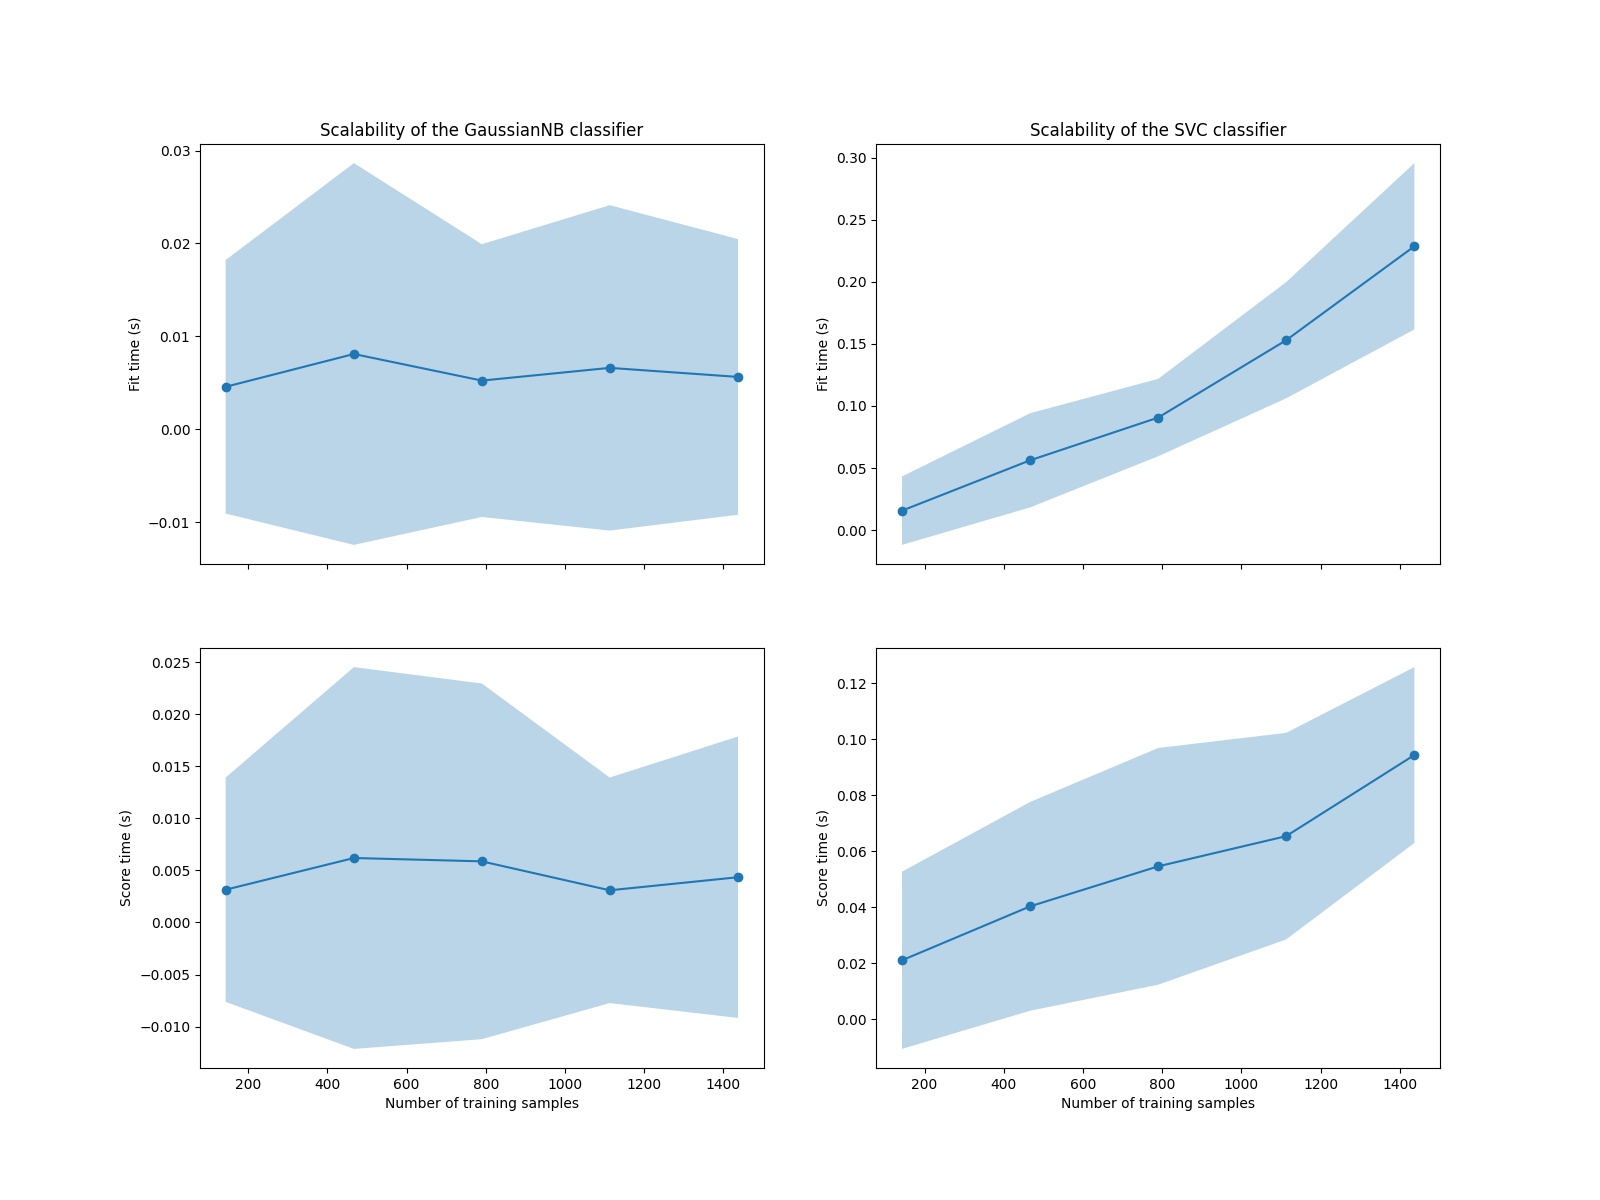 Scalability of the GaussianNB classifier
0.03
0.02
0.01
0.00
−0.01
Fit time (s)
Scalability of the SVC classifier
0.30
0.25
0.20
0.15
0.10
0.05
0.00
Fit time (s)
0.025
0.020
0.015
0.010
0.005
0.000
−0.005
−0.010
Score time (s)
200 400 600 800 1000 1200 1400
Number of training samples
0.12
0.10
0.08
0.06
0.04
0.02
0.00
Score time (s)
200 400 600 800 1000 1200 1400
Number of training samples